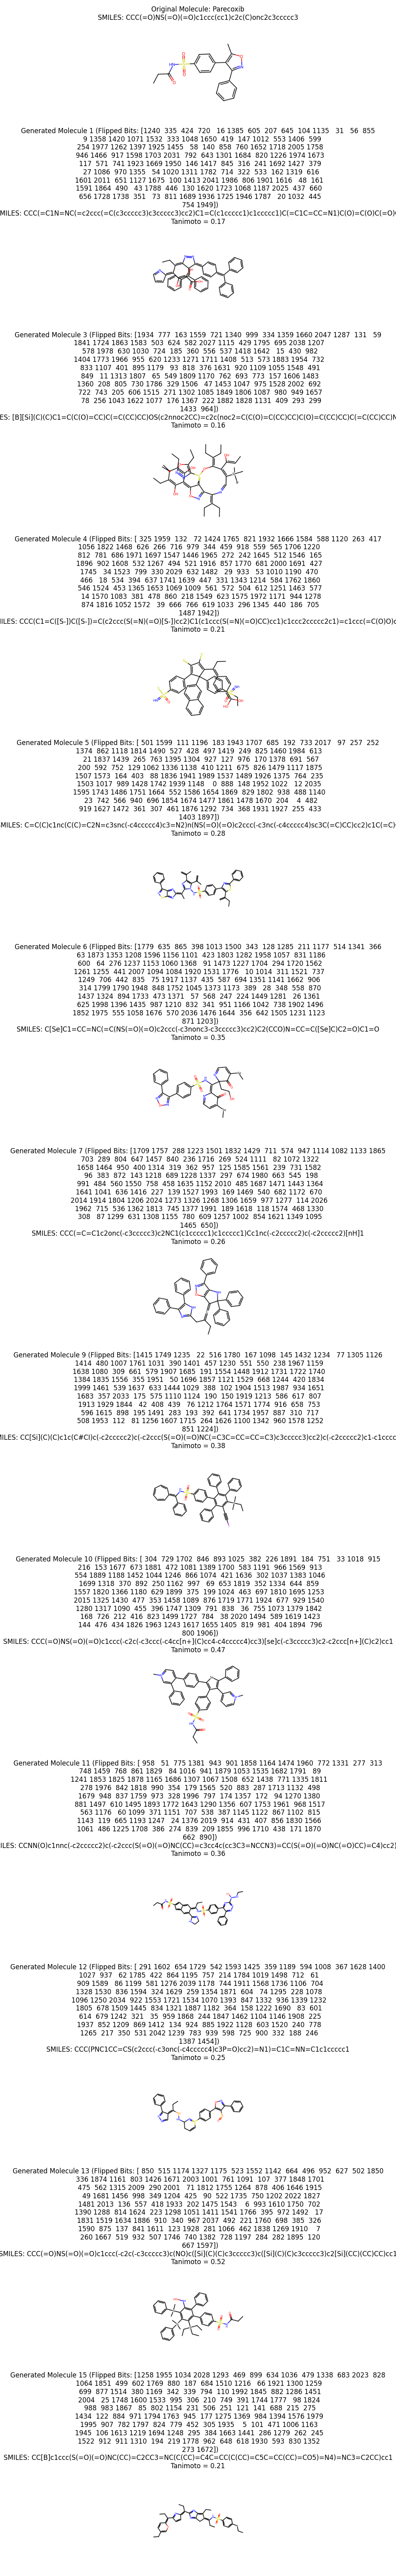 Original Molecule: Parecoxib
SMILES: CCC(=O)NS(=O)(=O)c1ccc(cc1)c2c(C)onc2c3ccccc3
Generated Molecule 1 (Flipped Bits: [1240 335 424 720 16 1385 605 207 645 104 1135 31 56 855
9 1358 1420 1071 1532 333 1048 1650 419 147 1012 553 1406 599
254 1977 1262 1397 1925 1455 58 140 858 760 1652 1718 2005 1758
946 1466 917 1598 1703 2031 792 643 1301 1684 820 1226 1974 1673
117 571 741 1923 1669 1950 146 1417 845 316 241 1692 1427 379
27 1086 970 1355 54 1020 1311 1782 714 322 533 162 1319 616
1601 2011 651 1127 1675 100 1413 2041 1986 806 1901 1616 48 161
1591 1864 490 43 1788 446 130 1620 1723 1068 1187 2025 437 660
656 1728 1738 351 73 811 1689 1936 1725 1946 1787 20 1032 445
754 1949])
SMILES: CCC(=C1N=NC(=c2ccc(=C(c3ccccc3)c3ccccc3)cc2)C1=C(c1ccccc1)c1ccccc1)C(=C1C=CC=N1)C(O)=C(O)C(=O)
Tanimoto = 0.17
Generated Molecule 3 (Flipped Bits: [1934 777 163 1559 721 1340 999 334 1359 1660 2047 1287 131 59
1841 1724 1863 1583 503 624 582 2027 1115 429 1795 695 2038 1207
578 1978 630 1030 724 185 360 556 537 1418 1642 15 430 982
1404 1773 1966 955 620 1233 1271 1711 1408 513 573 1883 1954 732
833 1107 401 895 1179 93 818 376 1631 920 1109 1055 1548 491
849 11 1313 1807 65 549 1809 1170 762 693 773 157 1606 1483
1360 208 805 730 1786 329 1506 47 1453 1047 975 1528 2002 692
722 743 205 606 1515 271 1302 1085 1849 1806 1087 980 1649 1657
78 256 1043 1622 1077 176 1367 222 1882 1828 1131 409 293 299
1433 964])
ES: [B][Si](C)(C)C1=C(C(O)=CC)C(=C(CC)CC)OS(c2nnoc2CC)=c2c(noc2=C(C(O)=C(CC)CC)C(O)=C(CC)CC)C(=C(CC)CC)N
Tanimoto = 0.16
Generated Molecule 4 (Flipped Bits: [ 325 1959 132 72 1424 1765 821 1932 1666 1584 588 1120 263 417
1056 1822 1468 626 266 716 979 344 459 918 559 565 1706 1220
812 781 686 1971 1697 1547 1446 1965 272 242 1645 512 1546 165
1896 902 1608 532 1267 494 521 1916 857 1770 681 2000 1691 427
1745 34 1523 799 330 2029 632 1482 29 933 53 1010 1190 470
466 18 534 394 637 1741 1639 447 331 1343 1214 584 1762 1860
546 1524 453 1365 1653 1069 1009 561 572 504 612 1251 1463 577
14 1570 1083 381 478 860 218 1549 623 1575 1972 1171 944 1278
874 1816 1052 1572 39 666 766 619 1033 296 1345 440 186 705
1487 1942])
SMILES: CCC(C1=C([S-])C([S-])=C(c2ccc(S(=N)(=O)[S-])cc2)C1(c1ccc(S(=N)(=O)CC)cc1)c1ccc2ccccc2c1)=c1ccc(=C(O)O)c
Tanimoto = 0.21
Generated Molecule 5 (Flipped Bits: [ 501 1599 111 1196 183 1943 1707 685 192 733 2017 97 257 252
1374 862 1118 1814 1490 527 428 497 1419 249 825 1460 1984 613
21 1837 1439 265 763 1395 1304 927 127 976 170 1378 691 567
200 592 752 129 1062 1336 1138 410 1211 675 826 1479 1117 1875
1507 1573 164 403 88 1836 1941 1989 1537 1489 1926 1375 764 235
1503 1017 989 1428 1742 1939 1148 0 888 148 1952 1022 12 2035
1595 1743 1486 1751 1664 552 1586 1654 1869 829 1802 938 488 1140
23 742 566 940 696 1854 1674 1477 1861 1478 1670 204 4 482
919 1627 1472 361 307 461 1876 1292 734 368 1931 1927 255 433
1403 1897])
SMILES: C=C(C)c1nc(C(C)=C2N=c3snc(-c4ccccc4)c3=N2)n(NS(=O)(=O)c2ccc(-c3nc(-c4ccccc4)sc3C(=C)CC)cc2)c1C(=C)
Tanimoto = 0.28
Generated Molecule 6 (Flipped Bits: [1779 635 865 398 1013 1500 343 128 1285 211 1177 514 1341 366
63 1873 1353 1208 1596 1156 1101 423 1803 1282 1958 1057 831 1186
600 64 276 1237 1153 1060 1368 91 1473 1227 1704 294 1720 1562
1261 1255 441 2007 1094 1084 1920 1531 1776 10 1014 311 1521 737
1249 706 442 835 75 1917 1137 435 587 694 1351 1141 1662 906
314 1799 1790 1948 848 1752 1045 1373 1173 389 28 348 558 870
1437 1324 894 1733 473 1371 57 568 247 224 1449 1281 26 1361
625 1998 1396 1435 987 1210 832 341 951 1166 1042 738 1902 1496
1852 1975 555 1058 1676 570 2036 1476 1644 356 642 1505 1231 1123
871 1203])
SMILES: C[Se]C1=CC=NC(=C(NS(=O)(=O)c2ccc(-c3nonc3-c3ccccc3)cc2)C2(CCO)N=CC=C([Se]C)C2=O)C1=O
Tanimoto = 0.35
Generated Molecule 7 (Flipped Bits: [1709 1757 288 1223 1501 1832 1429 711 574 947 1114 1082 1133 1865
703 289 804 647 1457 840 236 1716 269 524 1111 82 1072 1322
1658 1464 950 400 1314 319 362 957 125 1585 1561 239 731 1582
96 383 872 143 1218 689 1228 1337 297 674 1980 663 545 198
991 484 560 1550 758 458 1635 1152 2010 485 1687 1471 1443 1364
1641 1041 636 1416 227 139 1527 1993 169 1469 540 682 1172 670
2014 1914 1804 1206 2024 1273 1326 1268 1306 1659 977 1277 114 2026
1962 715 536 1362 1813 745 1377 1991 189 1618 118 1574 468 1330
308 87 1299 631 1308 1155 780 609 1257 1002 854 1621 1349 1095
1465 650])
SMILES: CCC(=C=C1c2onc(-c3ccccc3)c2NC1(c1ccccc1)c1ccccc1)Cc1nc(-c2ccccc2)c(-c2ccccc2)[nH]1
Tanimoto = 0.26
Generated Molecule 9 (Flipped Bits: [1415 1749 1235 22 516 1780 167 1098 145 1432 1234 77 1305 1126
1414 480 1007 1761 1031 390 1401 457 1230 551 550 238 1967 1159
1638 1080 309 661 579 1907 1685 191 1554 1448 1912 1731 1722 1740
1384 1835 1556 355 1951 50 1696 1857 1121 1529 668 1244 420 1834
1999 1461 539 1637 633 1444 1029 388 102 1904 1513 1987 934 1651
1683 357 2033 175 575 1110 1124 190 150 1919 1213 586 617 807
1913 1929 1844 42 408 439 76 1212 1764 1571 1774 916 658 753
596 1615 898 195 1491 283 193 392 641 1734 1957 887 310 717
508 1953 112 81 1256 1607 1715 264 1626 1100 1342 960 1578 1252
851 1224])
SMILES: CC[Si](C)(C)c1c(C#CI)c(-c2ccccc2)c(-c2ccc(S(=O)(=O)NC(=C3C=CC=CC=C3)c3ccccc3)cc2)c(-c2ccccc2)c1-c1ccccc
Tanimoto = 0.38
Generated Molecule 10 (Flipped Bits: [ 304 729 1702 846 893 1025 382 226 1891 184 751 33 1018 915
216 153 1677 673 1881 472 1081 1389 1700 583 1191 966 1569 913
554 1889 1188 1452 1044 1246 866 1074 421 1636 302 1037 1383 1046
1699 1318 370 892 250 1162 997 69 653 1819 352 1334 644 859
1557 1820 1366 1180 629 1899 375 199 1024 463 697 1810 1695 1253
2015 1325 1430 477 353 1458 1089 876 1719 1771 1924 677 929 1540
1280 1317 1090 455 396 1747 1309 791 838 36 755 1073 1379 1842
168 726 212 416 823 1499 1727 784 38 2020 1494 589 1619 1423
144 476 434 1826 1963 1243 1617 1655 1405 819 981 404 1894 796
800 1906])
SMILES: CCC(=O)NS(=O)(=O)c1ccc(-c2c(-c3ccc(-c4cc[n+](C)cc4-c4ccccc4)cc3)sc(-c3ccccc3)c2-c2ccc[n+](C)c2)cc1
Tanimoto = 0.47
Generated Molecule 11 (Flipped Bits: [ 958 51 775 1381 943 901 1858 1164 1474 1960 772 1331 277 313
748 1459 768 861 1829 84 1016 941 1879 1053 1535 1682 1791 89
1241 1853 1825 1878 1165 1686 1307 1067 1508 652 1438 771 1335 1811
278 1976 842 1818 990 354 179 1565 520 883 287 1713 1132 498
1679 948 837 1759 973 328 1996 797 174 1357 172 94 1270 1380
881 1497 610 1495 1893 1772 1643 1290 1356 607 1753 1961 968 1517
563 1176 60 1099 371 1151 707 538 387 1145 1122 867 1102 815
1143 119 665 1193 1247 24 1376 2019 914 431 407 856 1830 1566
1061 486 1225 1708 386 274 839 209 1855 996 1710 438 171 1870
662 890])
SMILES: CCNN(O)c1nnc(-c2ccccc2)c(-c2ccc(S(=O)(=O)NC(CC)=c3cc4c(cc3C3=NCCN3)=CC(S(=O)(=O)NC(=O)CC)=C4)cc2)
Tanimoto = 0.36
Generated Molecule 12 (Flipped Bits: [ 291 1602 654 1729 542 1593 1425 359 1189 594 1008 367 1628 1400
1027 937 62 1785 422 864 1195 757 214 1784 1019 1498 712 61
909 1589 86 1199 581 1276 2039 1178 744 1911 1588 1736 1106 704
1328 1530 836 1594 324 1629 259 1354 1871 604 74 1295 228 1078
1096 1250 2034 922 1553 1721 1534 1070 1393 847 1332 936 1339 1232
1805 678 1509 1445 834 1321 1887 1182 364 158 1222 1690 83 601
614 679 1242 321 35 959 1868 244 1847 1462 1104 1146 1908 225
1937 852 1209 869 1412 134 924 885 1922 1128 603 1520 240 778
1265 217 350 531 2042 1239 783 939 598 725 900 332 188 246
1387 1454])
SMILES: CCC(PNC1CC=CS(c2ccc(-c3onc(-c4ccccc4)c3P=O)cc2)=N1)=C1C=NN=C1c1ccccc1
Tanimoto = 0.25
Generated Molecule 13 (Flipped Bits: [ 850 515 1174 1327 1175 523 1552 1142 664 496 952 627 502 1850
336 1874 1161 803 1426 1671 2003 1001 761 1091 107 377 1848 1701
475 562 1315 2009 290 2001 71 1812 1755 1264 878 406 1646 1915
49 1681 1456 998 349 1204 425 90 522 1735 750 1202 2022 1827
1481 2013 136 557 418 1933 202 1475 1543 6 993 1610 1750 702
1390 1288 814 1624 223 1298 1051 1411 1541 1766 395 972 1492 17
1831 1519 1634 1886 910 340 967 2037 492 221 1760 698 385 326
1590 875 137 841 1611 123 1928 281 1066 462 1838 1269 1910 7
260 1667 519 932 507 1746 740 1382 728 1197 284 282 1895 120
667 1597])
SMILES: CCC(=O)NS(=O)(=O)c1ccc(-c2c(-c3ccccc3)c(NO)c([Si](C)(C)c3ccccc3)c([Si](C)(C)c3ccccc3)c2[Si](CC)(CC)CC)cc1
Tanimoto = 0.52
Generated Molecule 15 (Flipped Bits: [1258 1955 1034 2028 1293 469 899 634 1036 479 1338 683 2023 828
1064 1851 499 602 1769 880 187 684 1510 1216 66 1921 1300 1259
699 877 1514 380 1169 342 339 794 110 1992 1845 882 1286 1451
2004 25 1748 1600 1533 995 306 210 749 391 1744 1777 98 1824
988 983 1867 85 802 1154 231 506 251 121 141 688 215 275
1434 122 884 971 1794 1763 945 177 1275 1369 984 1394 1576 1979
1995 907 782 1797 824 779 452 305 1935 5 101 471 1006 1163
1945 106 1613 1219 1694 1248 295 384 1663 1441 286 1279 262 245
1522 912 911 1310 194 219 1778 962 648 618 1930 593 830 1352
273 1672])
SMILES: CC[B]c1ccc(S(=O)(=O)NC(CC)=C2CC3=NC(C(CC)=C4C=CC(C(CC)=C5C=CC(CC)=CO5)=N4)=NC3=C2CC)cc1
Tanimoto = 0.21